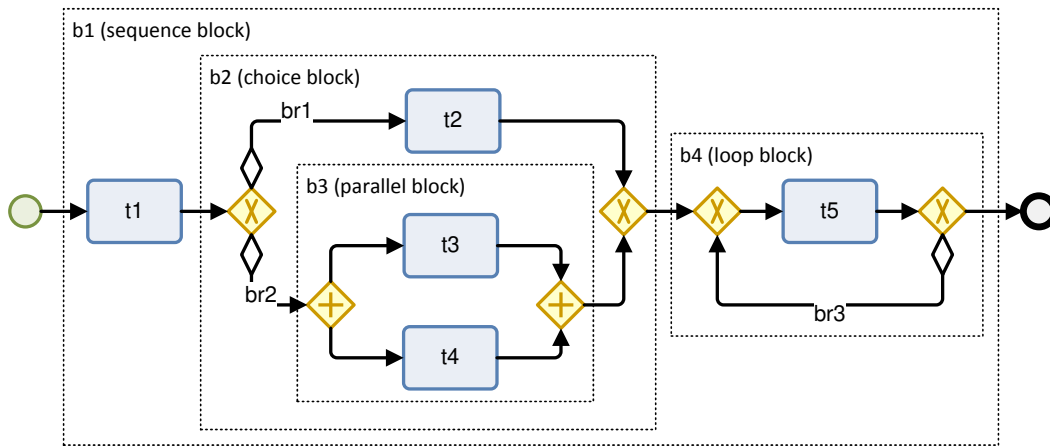 b1 (sequence block)
b2 (choice block)
br1
t2
b4 (loop block)
b3 (parallel block)
t1
t3
t5
br2
br3
t4